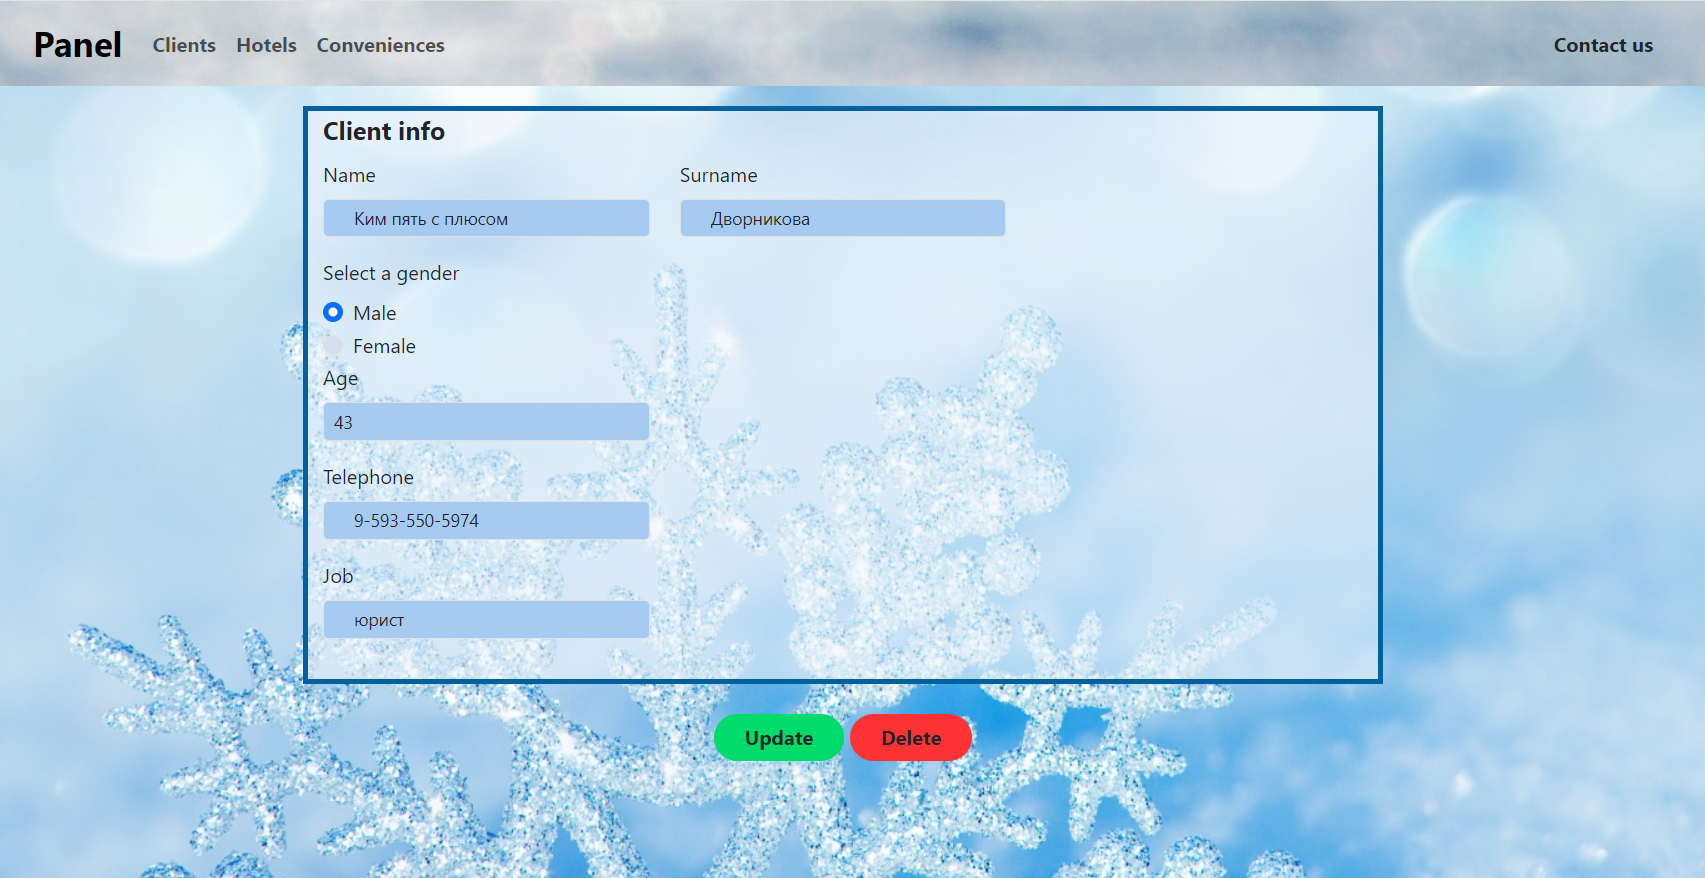 Panel Clients Hotels Conveniences Contact us
Client info
Name Surname
Ким пять с плюсом Дворникова
Select a gender
Male
Female
Age
43
Telephone
9-593-550-5974
Job
юрист
Update Delete